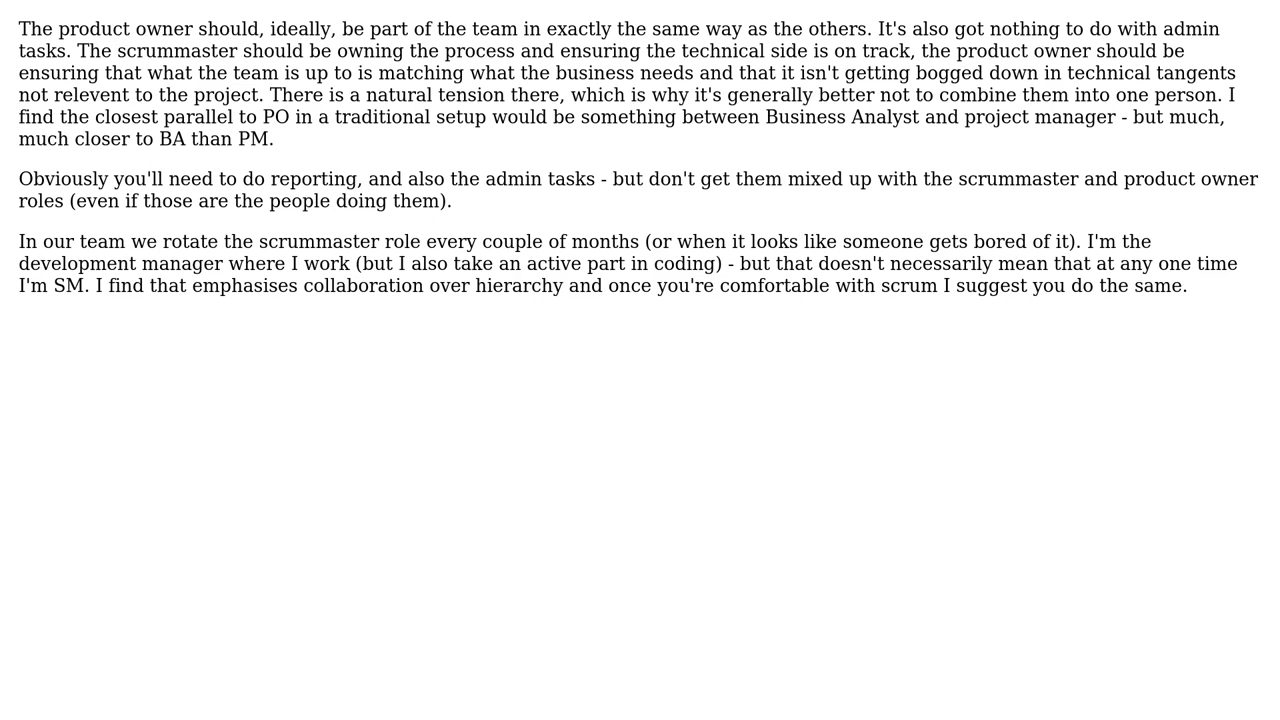 The product owner should, ideally, be part of the team in exactly the same way as the others. It's also got nothing to do with admin
tasks. The scrummaster should be owning the process and ensuring the technical side is on track, the product owner should be
ensuring that what the team is up to is matching what the business needs and that it isn't getting bogged down in technical tangents
not relevent to the project. There is a natural tension there, which is why it's generally better not to combine them into one person. I
find the closest parallel to PO in a traditional setup would be something between Business Analyst and project manager - but much,
much closer to BA than PM.
Obviously you'll need to do reporting, and also the admin tasks - but don't get them mixed up with the scrummaster and product owner
roles (even if those are the people doing them).
In our team we rotate the scrummaster role every couple of months (or when it looks like someone gets bored of it). I'm the
development manager where I work (but I also take an active part in coding) - but that doesn't necessarily mean that at any one time
I'm SM. I find that emphasises collaboration over hierarchy and once you're comfortable with scrum I suggest you do the same.